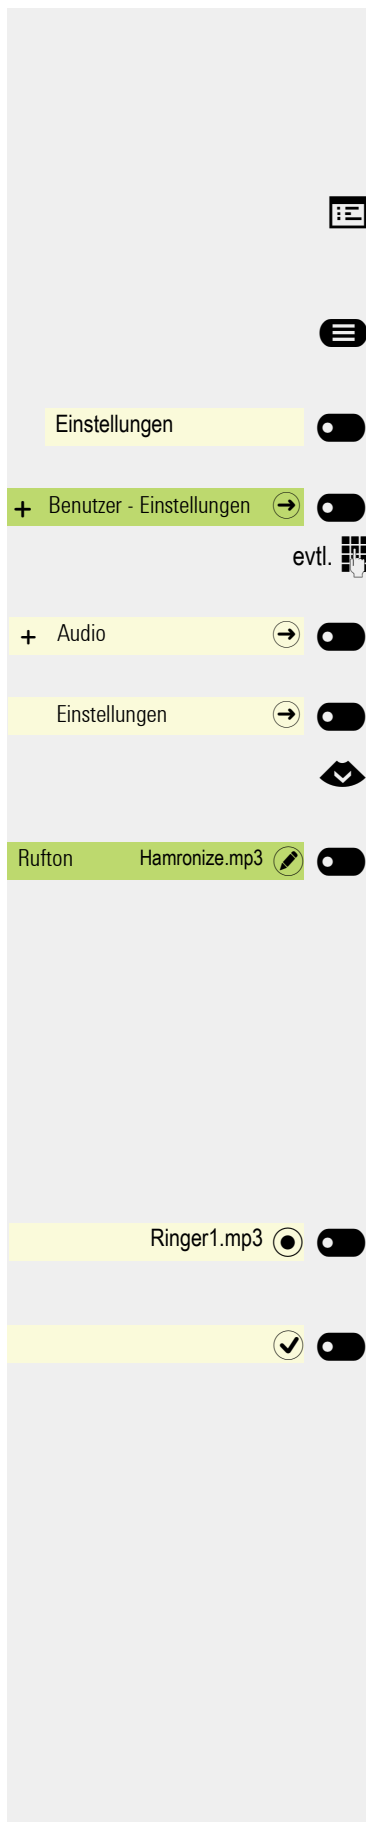 Einstellungen
+ Benutzer - Einstellungen
evtl.
+ Audio
Einstellungen
Rufton Hamronize.mp3
Ringer1.mp3